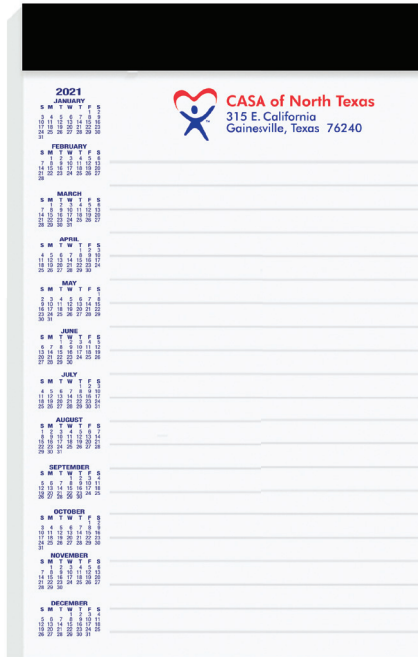 2021
JANUARY
S M T W T F S
1 2
3 4 5 6 7 8 9
10 11 12 13 14 15 16
17 18 19 20 21 22 23
24 25 26 27 28 29 30
31
FEBRUARY
S M T W T F S
1 2 3 4 5 6
7 8 9 10 11 12 13
14 15 16 17 18 19 20
21 22 23 24 25 26 27
28
MARCH
S M T W T F S
1 2 3 4 5 6
7 8 9 10 11 12 13
14 15 16 17 18 19 20
21 22 23 24 25 26 27
28 29 30 31
APRIL
S M T W T F S
1 2 3
4 5 6 7 8 9 10
11 12 13 14 15 16 17
18 19 20 21 22 23 24
25 26 27 28 29 30
MAY
S M T W T F S
1
2 3 4 5 6 7 8
9 10 11 12 13 14 15
16 17 18 19 20 21 22
23 24 25 26 27 28 29
30 31
JUNE
S M T W T F S
1 2 3 4 5
6 7 8 9 10 11 12
13 14 15 16 17 18 19
20 21 22 23 24 25 26
27 28 29 30
JULY
S M T W T F S
1 2 3
4 5 6 7 8 9 10
11 12 13 14 15 16 17
18 19 20 21 22 23 24
25 26 27 28 29 30 31
AUGUST
S M T W T F S
1 2 3 4 5 6 7
8 9 10 11 12 13 14
15 16 17 18 19 20 21
22 23 24 25 26 27 28
29 30 31
SEPTEMBER
S M T W T F S
1 2 3 4
5 6 7 8 9 10 11
12 13 14 15 16 17 18
19 20 21 22 23 24 25
26 27 28 29 30
OCTOBER
S M T W T F S
1 2
3 4 5 6 7 8 9
10 11 12 13 14 15 16
17 18 19 20 21 22 23
24 25 26 27 28 29 30
31
NOVEMBER
S M T W T F S
1 2 3 4 5 6
7 8 9 10 11 12 13
14 15 16 17 18 19 20
21 22 23 24 25 26 27
28 29 30
DECEMBER
S M T W T F S
1 2 3 4
5 6 7 8 9 10 11
12 13 14 15 16 17 18
19 20 21 22 23 24 25
26 27 28 29 30 31
CASA of North Texas
315 E. California
Gainesville, Texas 76240